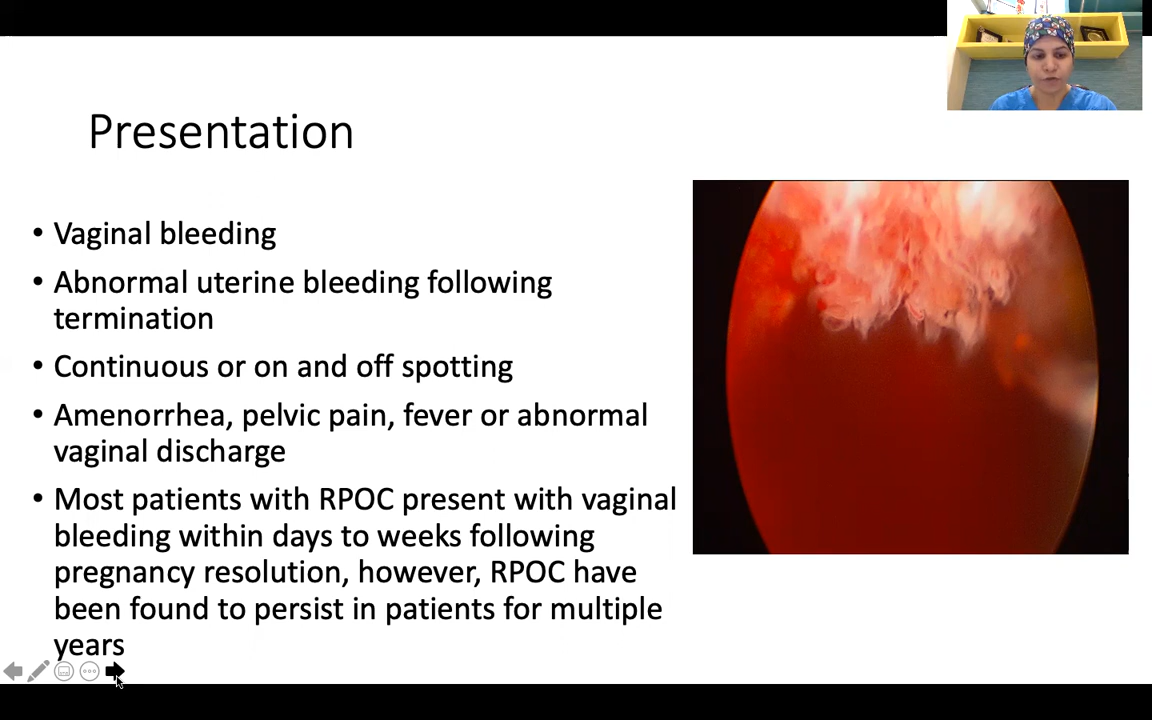 Presentation
• Vaginal bleeding
• Abnormal uterine bleeding following
termination
• Continuous or on and off spotting
• Amenorrhea, pelvic pain, fever or abnormal
vaginal discharge
• Most patients with RPOC present with vaginal
bleeding within days to weeks following
pregnancy resolution, however, RPOC have
been found to persist in patients for multiple
years